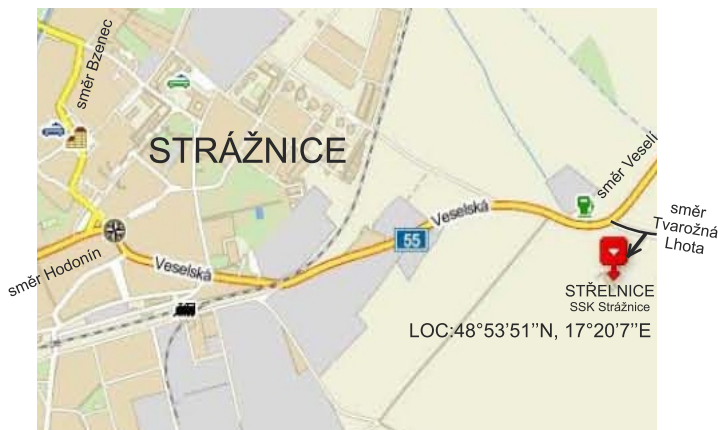 směr Bzenec
STRÁŽNICE
směr Veselí
směr
Tvarožná
Lhota
Veselská
55
směr Hodonín
Veselská
STŘELNICE
SSK Strážnice
LOC:48°53'51’’N, 17°20'7’’E